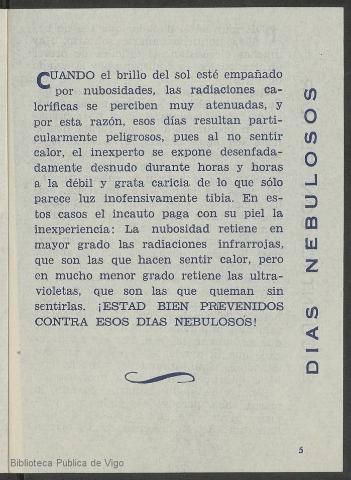 CUANDO el brillo del sol esté empañado
por nubosidades, las radiaciones ca-
loríficas se perciben muy atenuadas, y
por esta razón, esos días resultan parti-
cularmente peligrosos, pues al no sentir
calor, el inexperto se expone desenfada-
damente desnudo durante horas y horas
a la débil y grata caricia de lo que sólo
parece luz inofensivamente tibia. En es-
tos casos el incauto paga con su piel la
inexperiencia: La nubosidad retiene en
mayor grado las radiaciones infrarrojas,
que son las que hacen sentir calor, pero
en mucho menor grado retiene las ultra-
violetas, que son las que queman sin
sentirlas. ¡ESTAD BIEN PREVENIDOS
CONTRA ESOS DIAS NEBULOSOS!
DIAS NEBULOSOS
5
Biblioteca Pública de Vigo